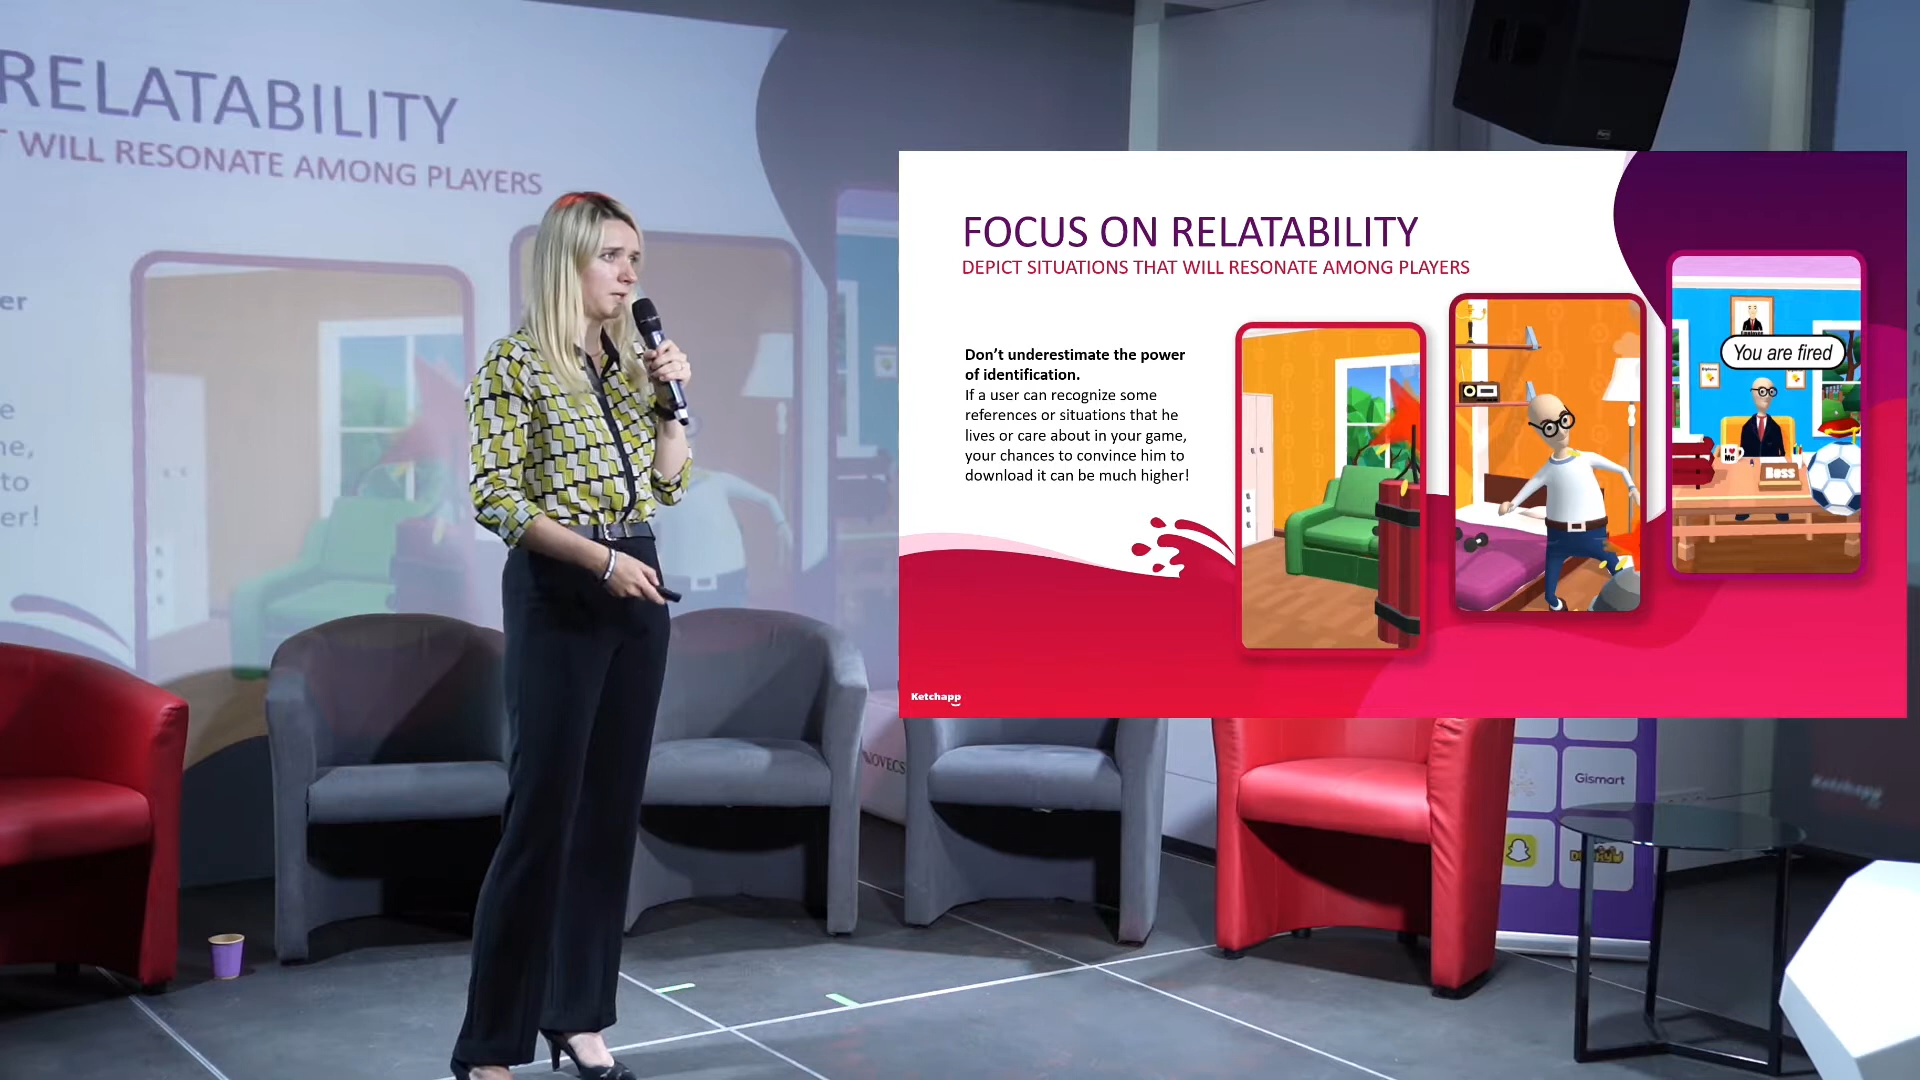 RELATABILITY
T WILL RESONATE AMONG PLAYERS
er
e
ne,
to
er!
FOCUS ON RELATABILITY
DEPICT SITUATIONS THAT WILL RESONATE AMONG PLAYERS
Don’t underestimate the power
of identification.
If a user can recognize some
references or situations that he
lives or care about in your game,
your chances to convince him to
download it can be much higher!
You are fired
I ♥
Me
Boss
Ketchapp
NOVECS
Gismart
Ketchapp